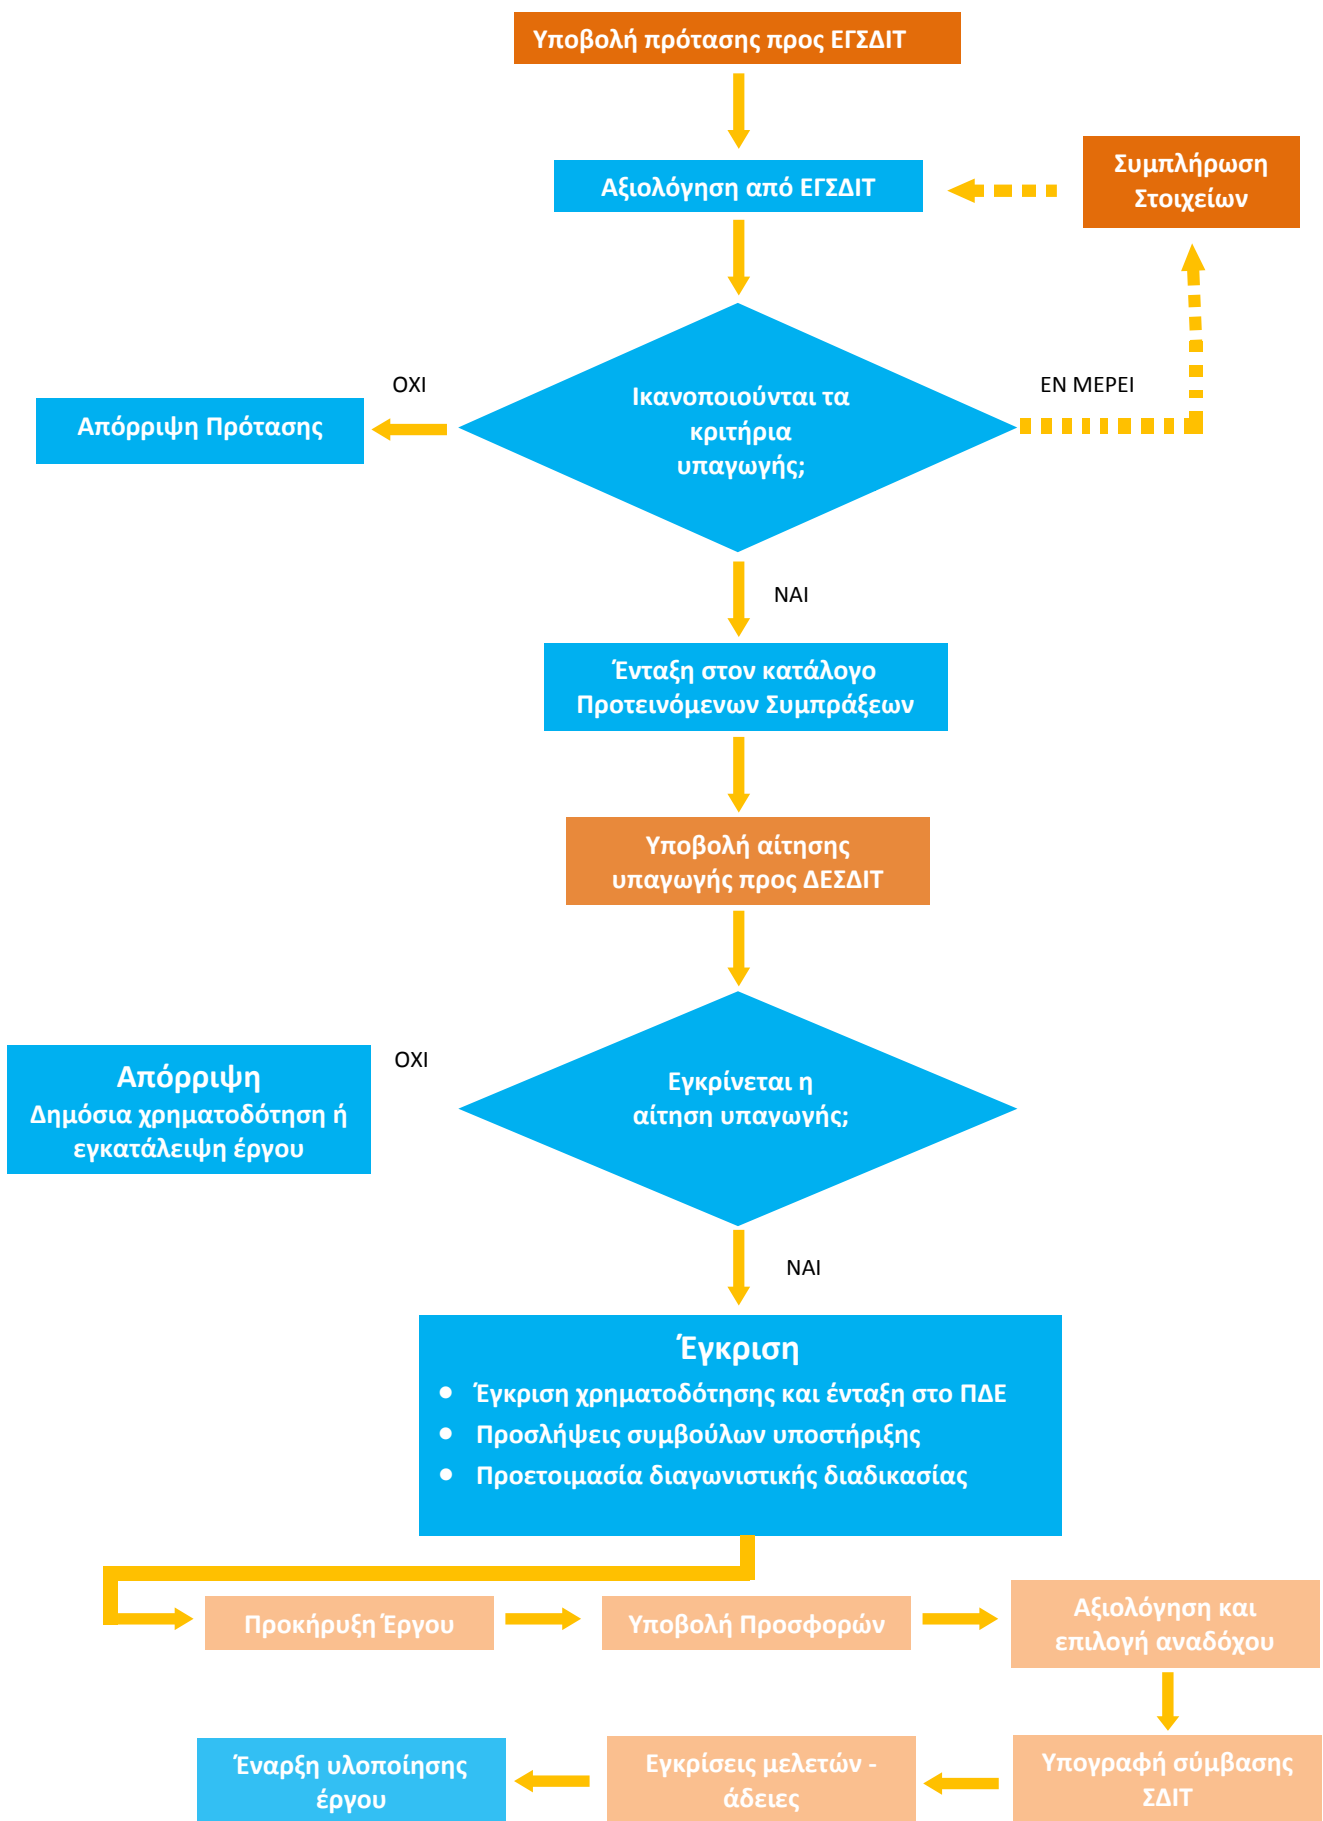 Υποβολή πρότασης προς ΕΓΣΔΙΤ
Αξιολόγηση από ΕΓΣΔΙΤ
Συμπλήρωση
Στοιχείων
ΟΧΙ
Ικανοποιούνται τα
κριτήρια
υπαγωγής;
ΕΝ ΜΕΡΕΙ
Απόρριψη Πρότασης
ΝΑΙ
Ένταξη στον κατάλογο
Προτεινόμενων Συμπράξεων
Υποβολή αίτησης
υπαγωγής προς ΔΕΣΔΙΤ
ΟΧΙ
Απόρριψη
Δημόσια χρηματοδότηση ή
εγκατάλειψη έργου
Εγκρίνεται η
αίτηση υπαγωγής;
ΝΑΙ
Έγκριση
• Έγκριση χρηματοδότησης και ένταξη στο ΠΔΕ
• Προσλήψεις συμβούλων υποστήριξης
• Προετοιμασία διαγωνιστικής διαδικασίας
Προκήρυξη Έργου
Υποβολή Προσφορών
Αξιολόγηση και
επιλογή αναδόχου
Υπογραφή σύμβασης
ΣΔΙΤ
Εγκρίσεις μελετών -
άδειες
Έναρξη υλοποίησης
έργου